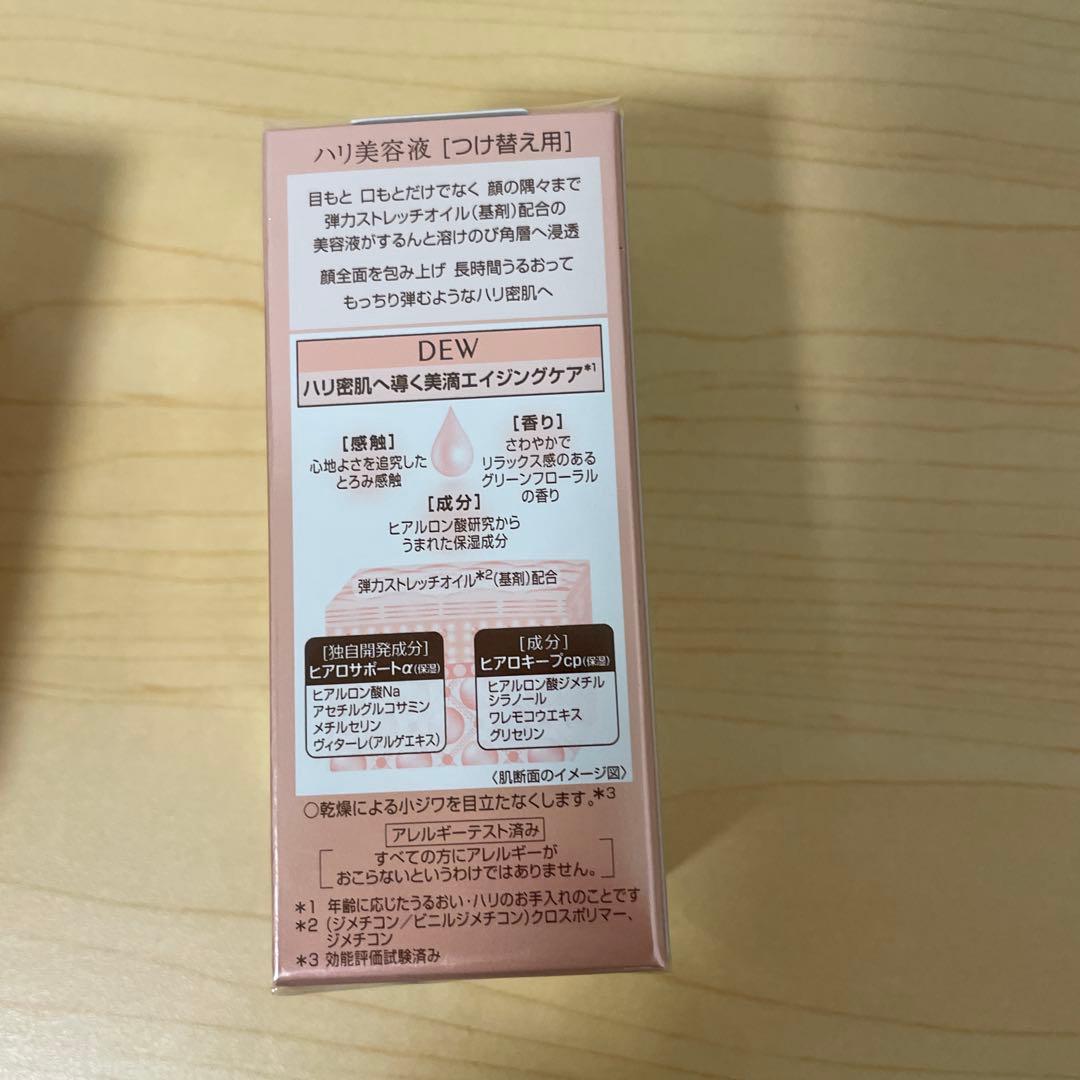 ハリ美容液 [つけ替え用]
目もと 口もとだけでなく 顔の隅々まで
弾力ストレッチオイル(基剤)配合の
美容液がするんと溶けのび角層へ浸透
顔全面を包み上げ 長時間うるおって
もっちり弾むようなハリ密肌へ
DEW
ハリ密肌へ導く美滴エイジングケア*1
[感触]
心地よさを追究した
とろみ感触
[香り]
さわやかで
リラックス感のある
グリーンフローラル
の香り
[成分]
ヒアルロン酸研究から
うまれた保湿成分
弾力ストレッチオイル*2(基剤)配合
[独自開発成分]
ヒアロサポートα(保湿)
ヒアルロン酸Na
アセチルグルコサミン
メチルセリン
ヴィターレ(アルゲエキス)
[成分]
ヒアロキープcp(保湿)
ヒアルロン酸ジメチル
シラノール
ワレモコウエキス
グリセリン
〈肌断面のイメージ図〉
○乾燥による小ジワを目立たなくします。*3
アレルギーテスト済み
[すべての方にアレルギーが
おこらないというわけではありません。]
*1 年齢に応じたうるおい・ハリのお手入れのことです
*2 (ジメチコン/ビニルジメチコン)クロスポリマー、
ジメチコン
*3 効能評価試験済み